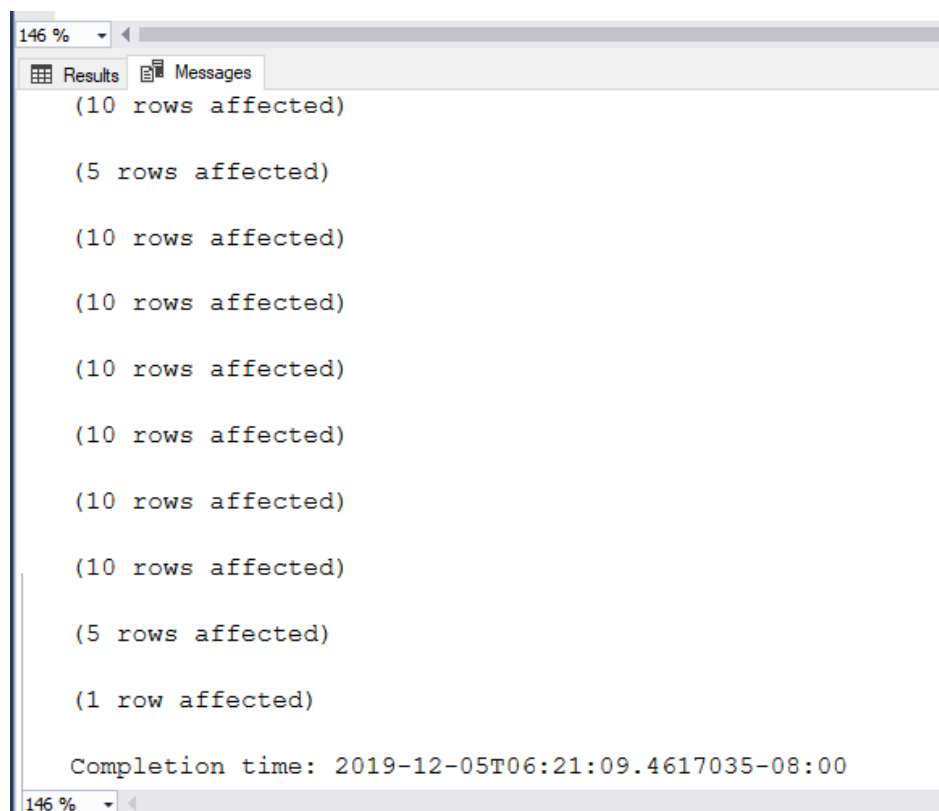 146 %
Results Messages
(10 rows affected)
(5 rows affected)
(10 rows affected)
(10 rows affected)
(10 rows affected)
(10 rows affected)
(10 rows affected)
(10 rows affected)
(5 rows affected)
(1 row affected)
Completion time: 2019-12-05T06:21:09.4617035-08:00
146 %